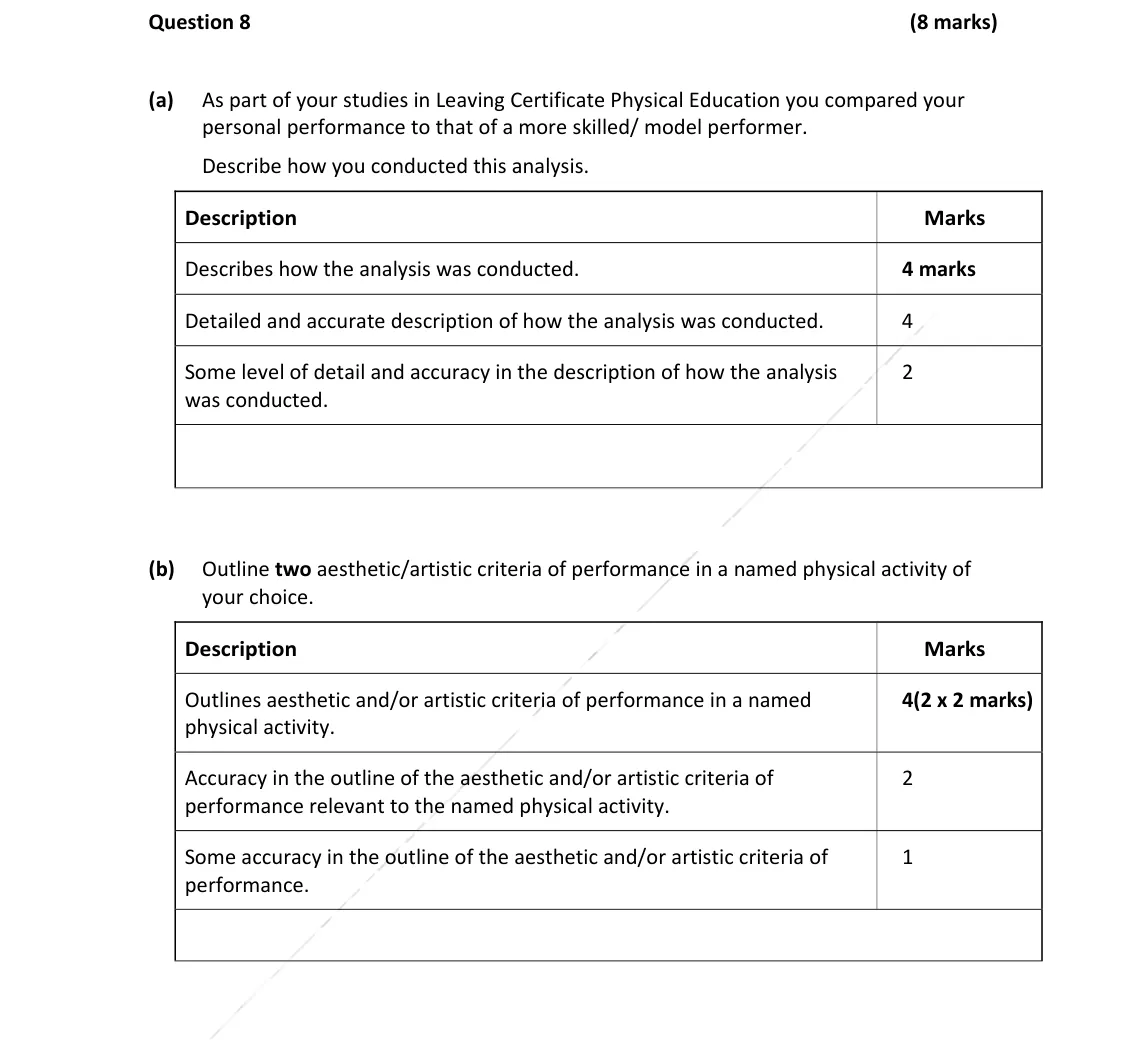 Question 8 (8 marks)
(a) As part of your studies in Leaving Certificate Physical Education you compared your
personal performance to that of a more skilled/ model performer.
Describe how you conducted this analysis.
Description Marks
Describes how the analysis was conducted. 4 marks
Detailed and accurate description of how the analysis was conducted. 4
Some level of detail and accuracy in the description of how the analysis 2
was conducted.
(b) Outline two aesthetic/artistic criteria of performance in a named physical activity of
your choice.
Description Marks
Outlines aesthetic and/or artistic criteria of performance in a named 4(2 x 2 marks)
physical activity.
Accuracy in the outline of the aesthetic and/or artistic criteria of 2
performance relevant to the named physical activity.
Some accuracy in the outline of the aesthetic and/or artistic criteria of 1
performance.